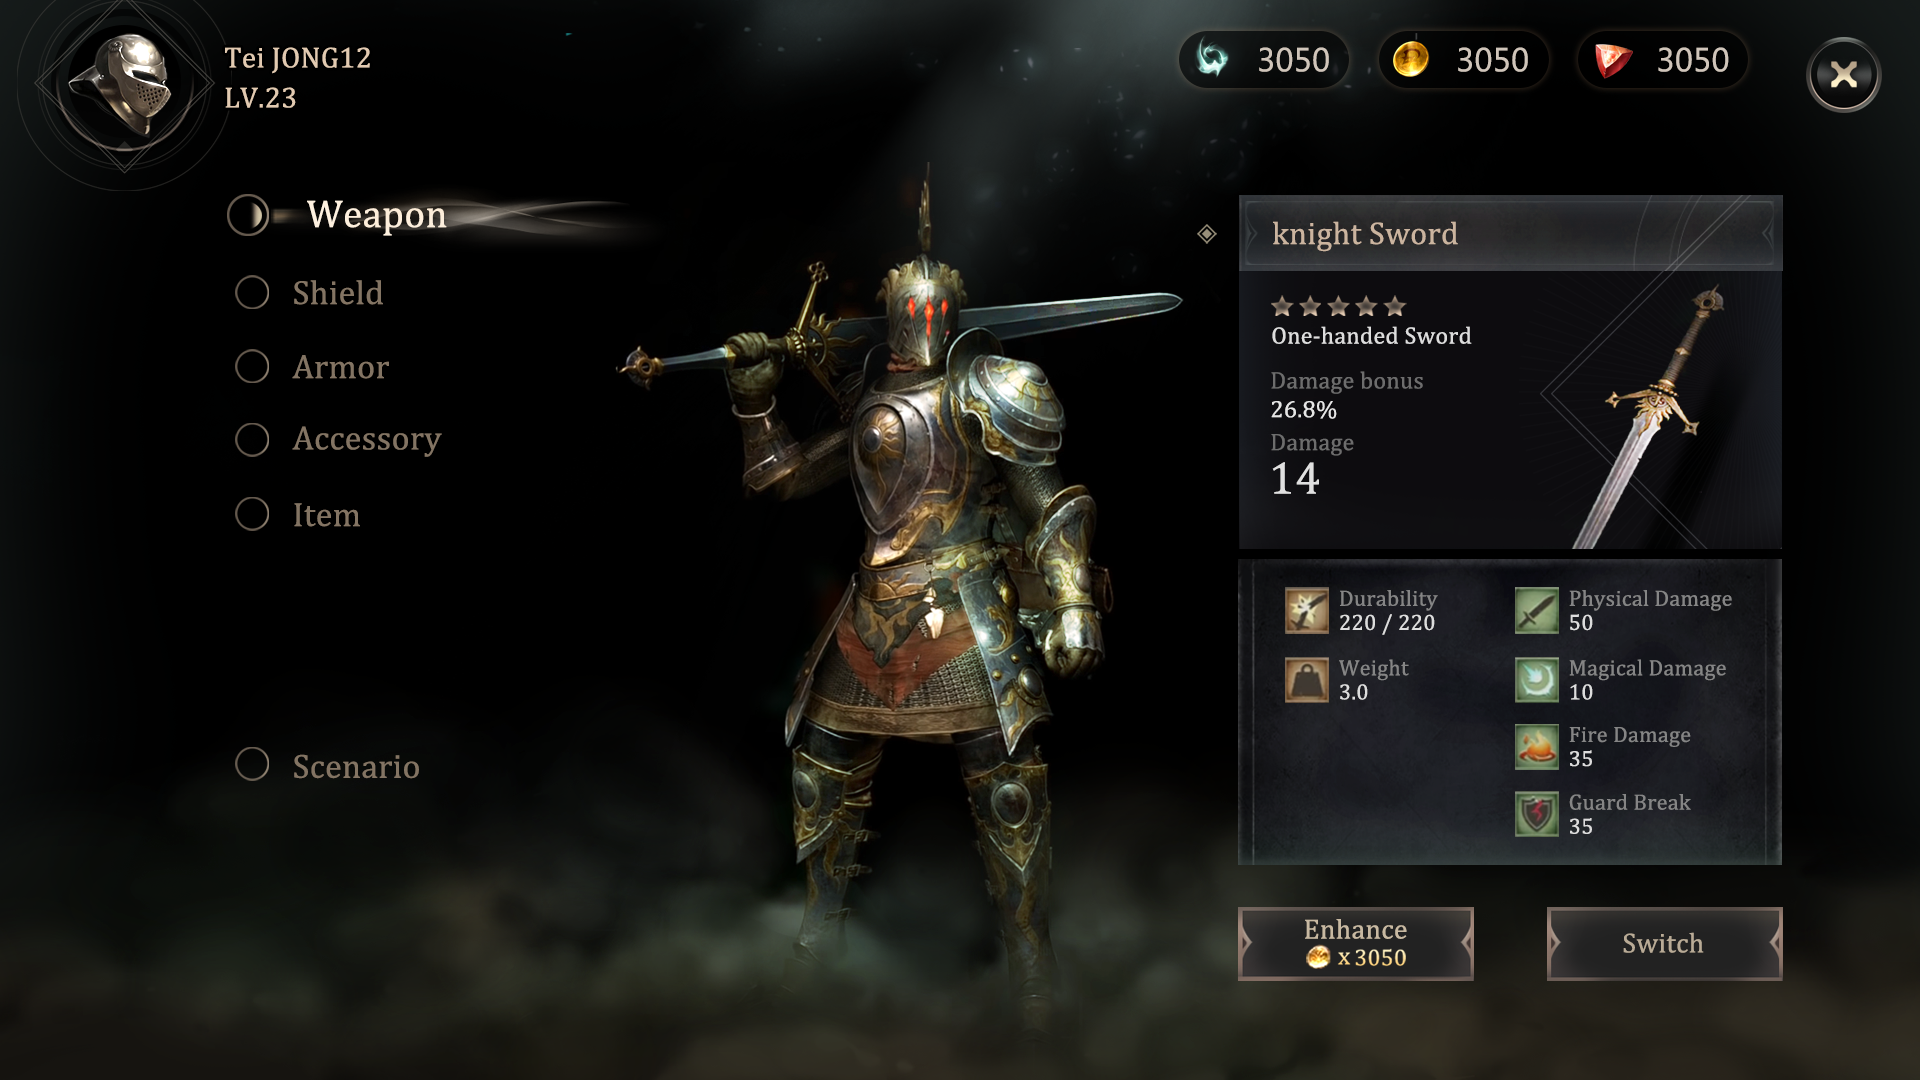 Tei JONG12
LV.23
3050
3050
3050
Weapon
Shield
Armor
Accessory
Item
Scenario
knight Sword
One-handed Sword
Damage bonus
26.8%
Damage
14
Durability
220 / 220
Weight
3.0
Physical Damage
50
Magical Damage
10
Fire Damage
35
Guard Break
35
Enhance
x 3050
Switch